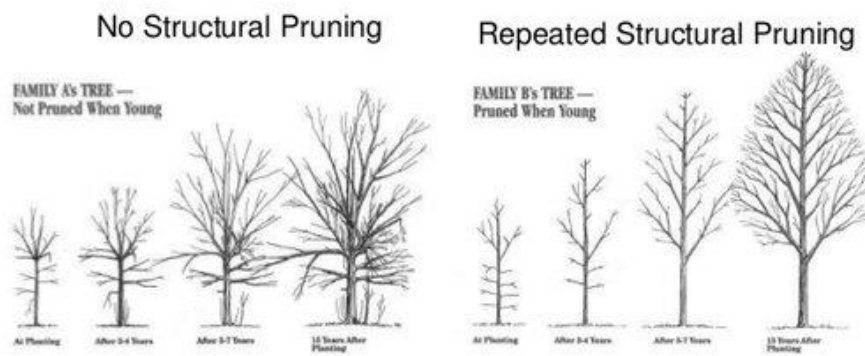 No Structural Pruning
FAMILY A's TREE —
Not Pruned When Young
At Planting
After 3-4 Years
After 5-7 Years
15 Years After
Planting
Repeated Structural Pruning
FAMILY B's TREE —
Pruned When Young
At Planting
After 3-4 Years
After 5-7 Years
15 Years After
Planting